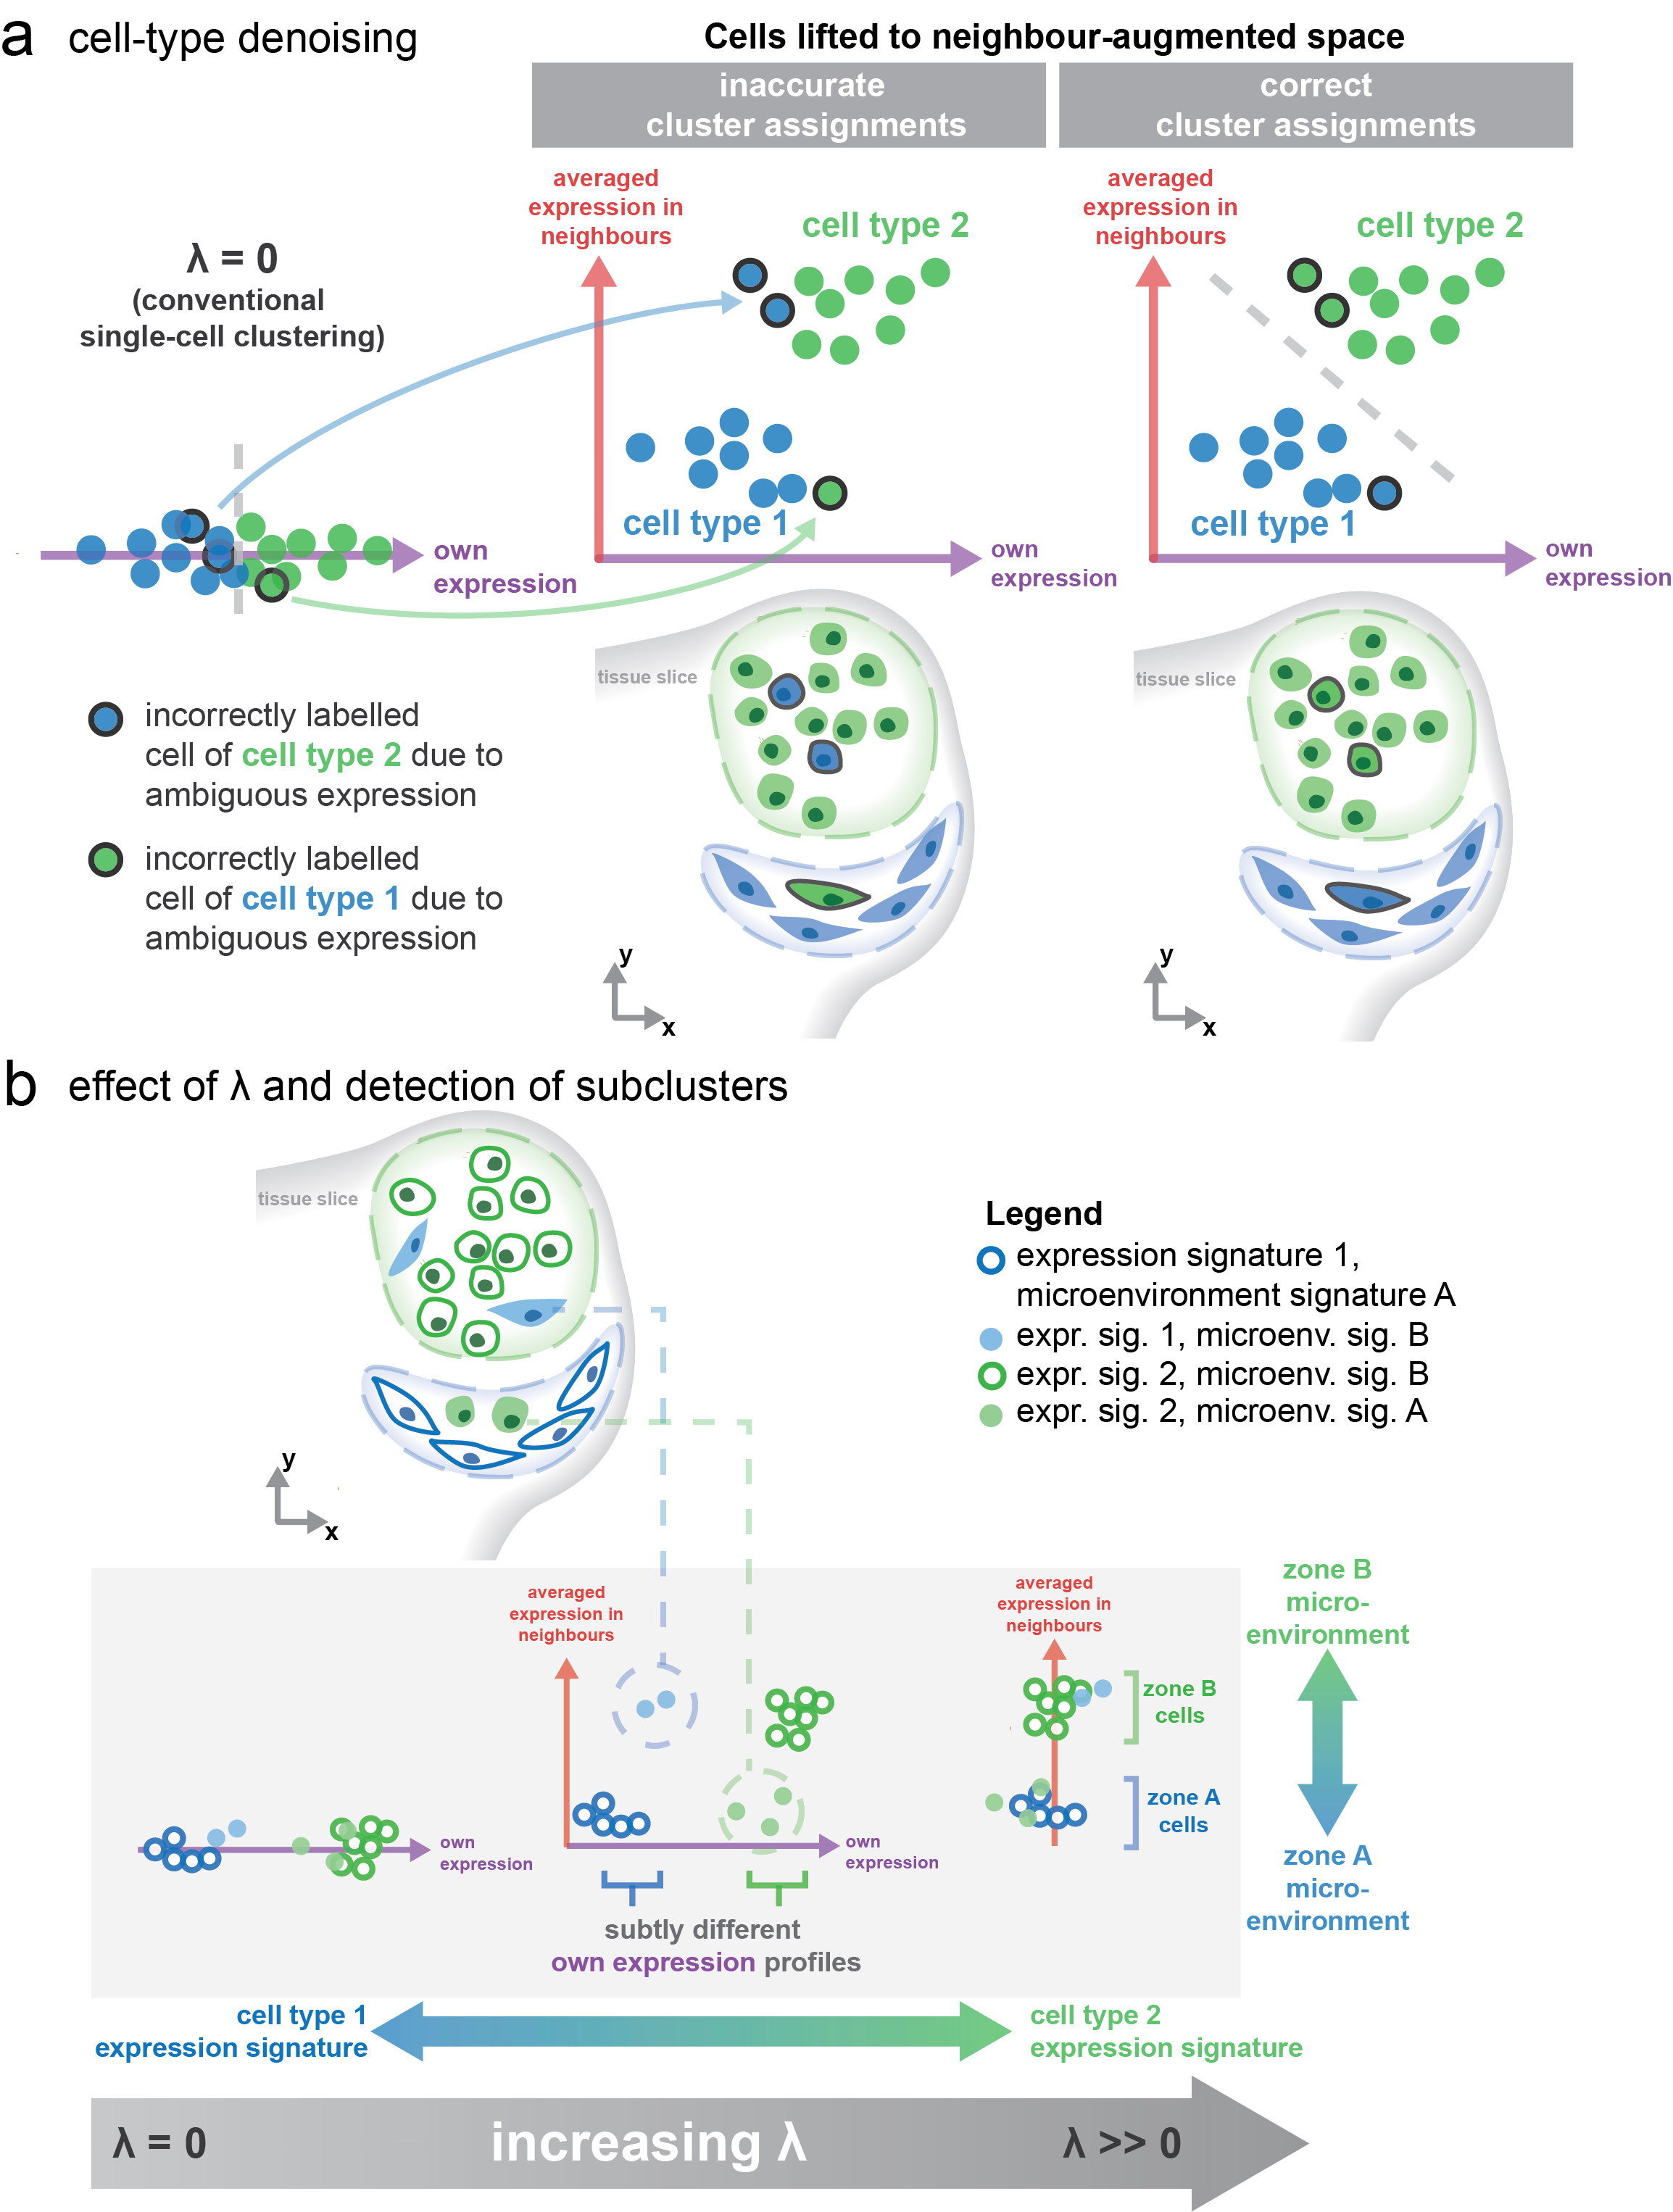 a cell-type denoising
Cells lifted to neighbour-augmented space
inaccurate
cluster assignments
correct
cluster assignments
λ = 0
(conventional
single-cell clustering)
own
expression
averaged
expression in
neighbours
cell type 2
cell type 1
own
expression
averaged
expression in
neighbours
cell type 2
cell type 1
own
expression
incorrectly labelled
cell of cell type 2 due to
ambiguous expression
incorrectly labelled
cell of cell type 1 due to
ambiguous expression
tissue slice
y
x
tissue slice
y
x
b effect of λ and detection of subclusters
tissue slice
y
x
Legend
expression signature 1,
microenvironment signature A
expr. sig. 1, microenv. sig. B
expr. sig. 2, microenv. sig. B
expr. sig. 2, microenv. sig. A
own
expression
averaged
expression in
neighbours
own
expression
subtly different
own expression profiles
averaged
expression in
neighbours
zone B
cells
zone A
cells
zone B
micro-
environment
zone A
micro-
environment
cell type 1
expression signature
cell type 2
expression signature
λ = 0
increasing λ
λ >> 0